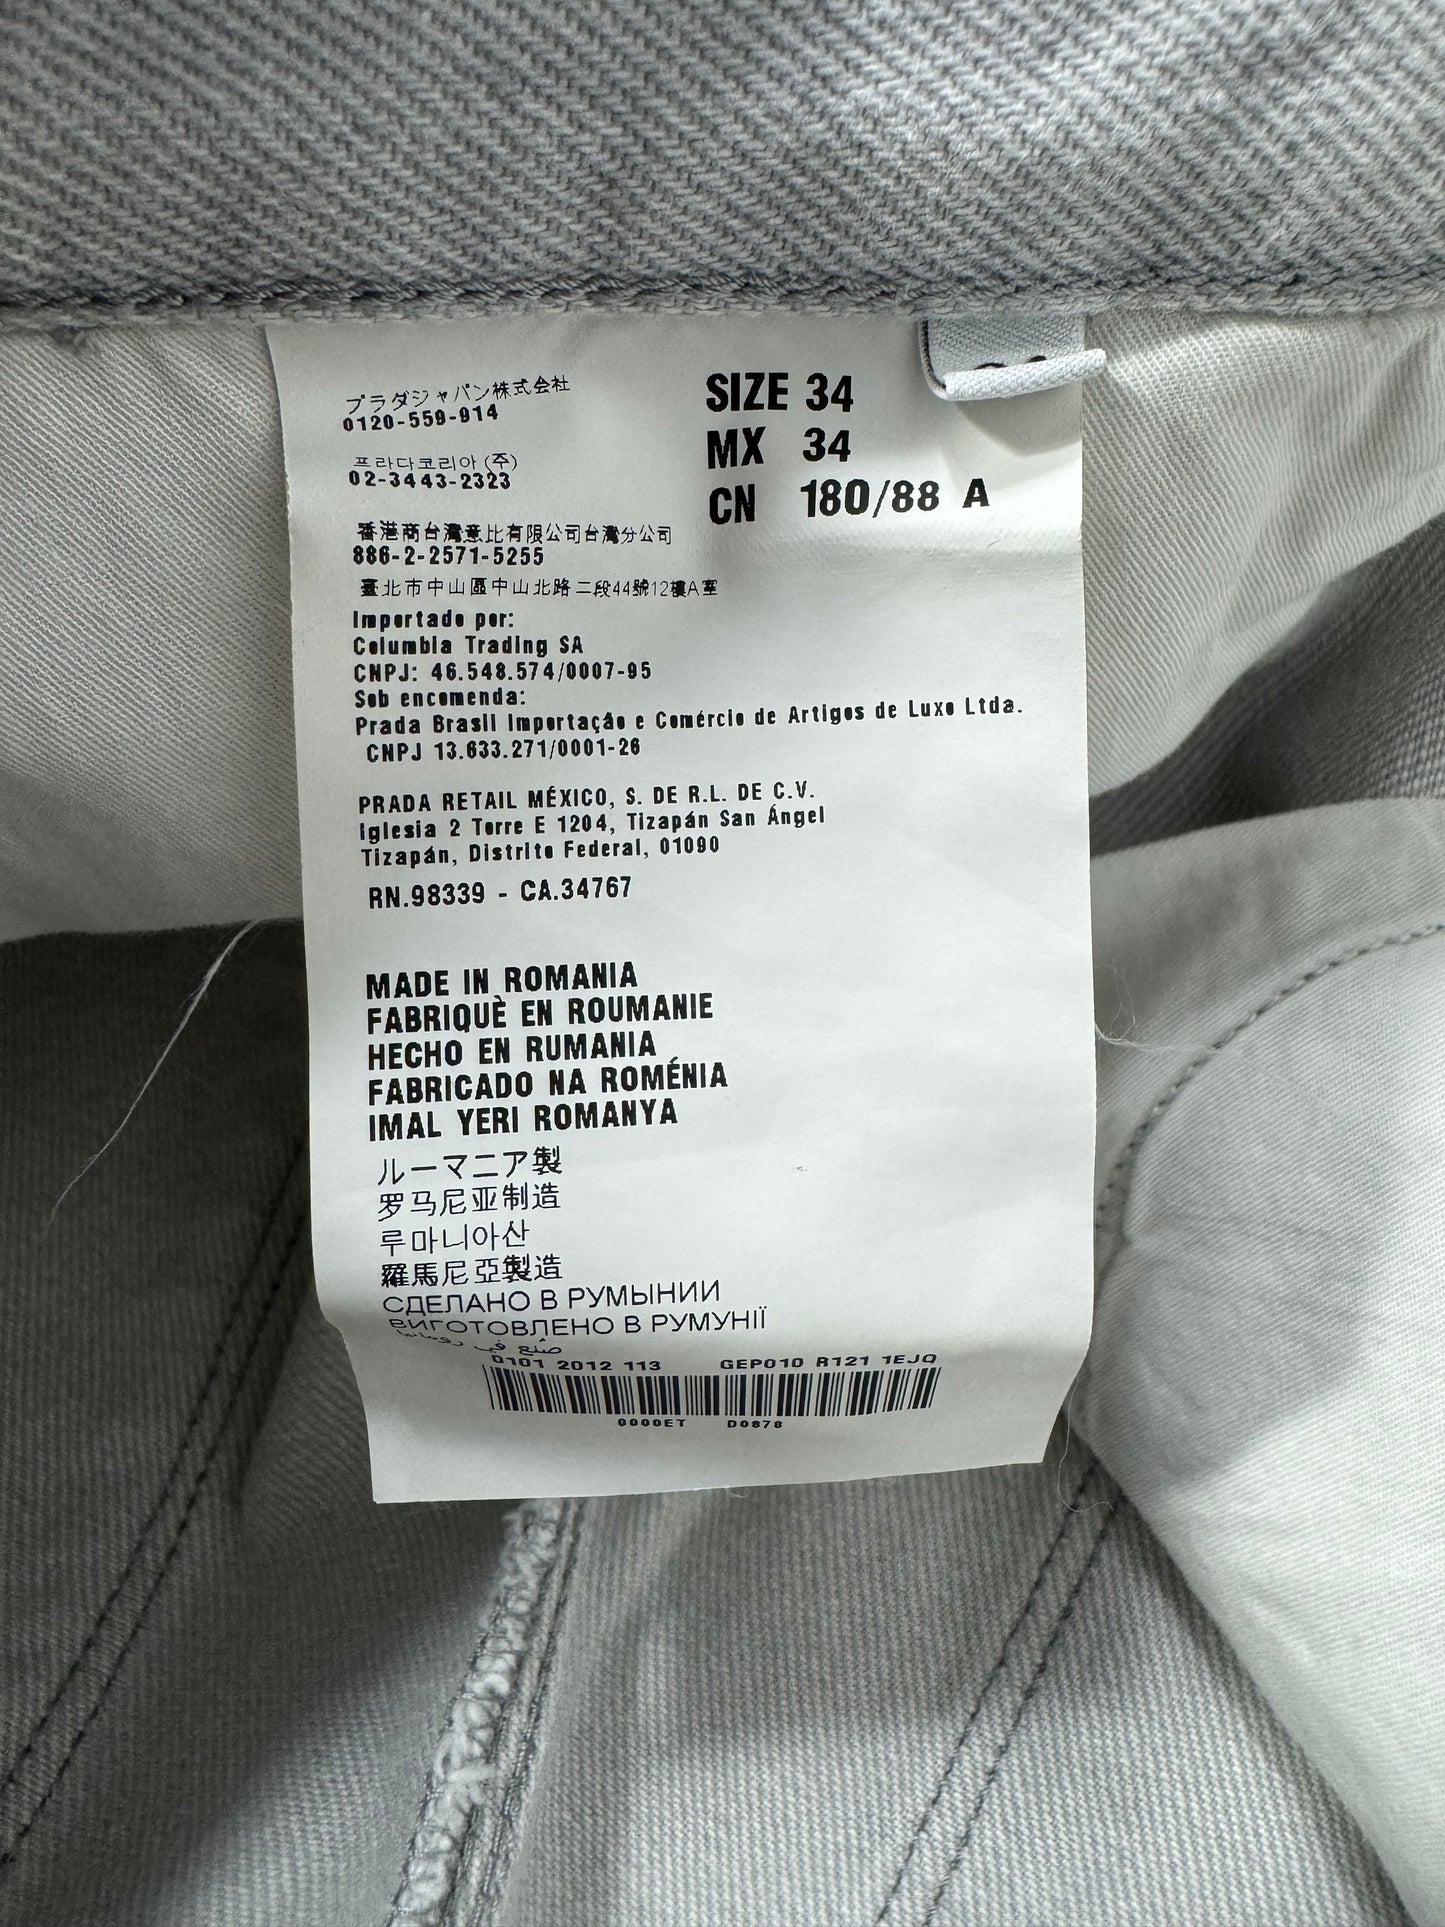 プラダジャパン株式会社
0120-559-914
프라다코리아 (주)
02-3443-2323
香港商台灣意比有限公司台灣分公司
886-2-2571-5255
臺北市中山區中山北路二段44號12樓A室
Importado por:
Columbia Trading SA
CNPJ: 46.548.574/0007-95
Sob encomenda:
Prada Brasil Importação e Comércio de Artigos de Luxo Ltda.
CNPJ 13.633.271/0001-26
PRADA RETAIL MÉXICO, S. DE R.L. DE C.V.
Iglesia 2 Torre E 1204, Tizapán San Ángel
Tizapán, Distrito Federal, 01090
RN.98339 - CA.34767
SIZE 34
MX 34
CN 180/88 A
MADE IN ROMANIA
FABRIQUÈ EN ROUMANIE
HECHO EN RUMANIA
FABRICADO NA ROMÉNIA
IMAL YERI ROMANYA
ルーマニア製
罗马尼亚制造
루마니아산
羅馬尼亞製造
СДЕЛАНО В РУМЫНИИ
ВИГОТОВЛЕНО В РУМУНІЇ
صنع في رومانيا
D101 2012 113 GEP010 R121 1EJQ
0000ET D0878